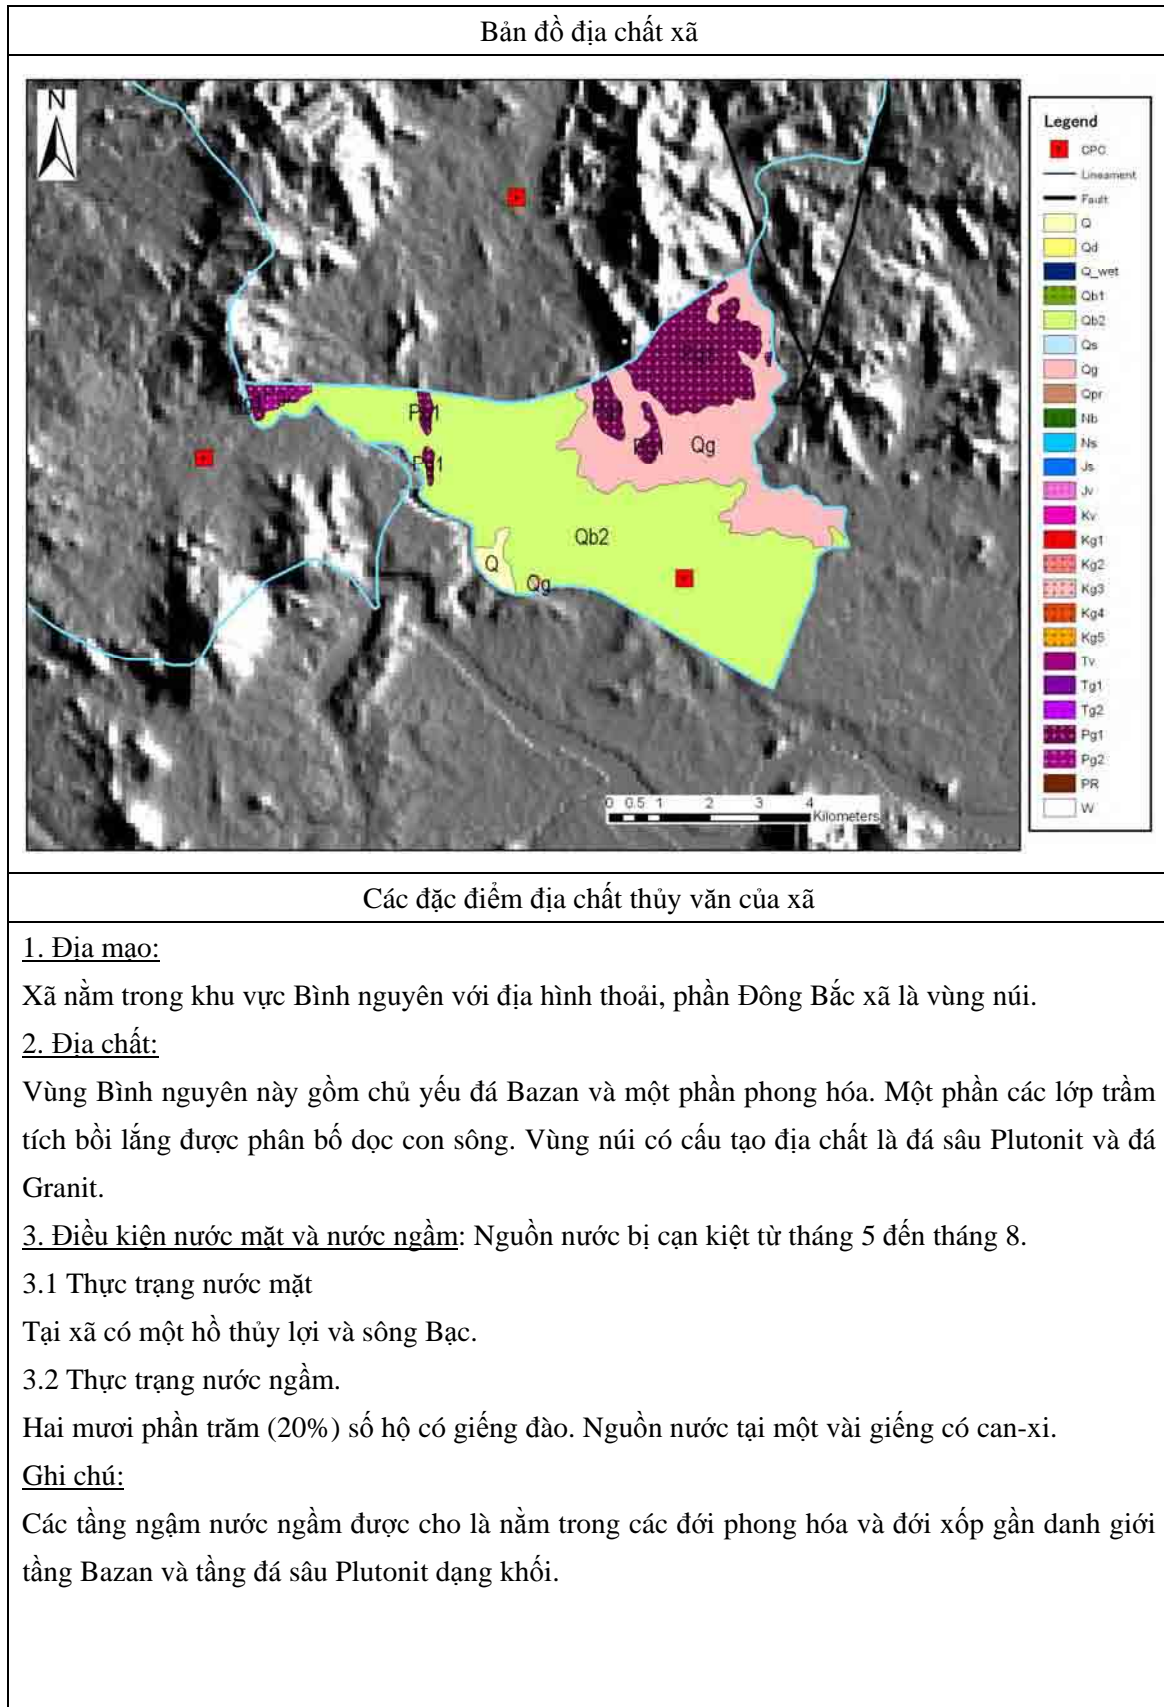 Bản đồ địa chất xã
N
Legend
CPC
Lineament
Fault
Q
Qd
Q_wet
Qb1
Qb2
Qs
Qg
Qpr
Nb
Ns
Js
Jv
Kv
Kg1
Kg2
Kg3
Kg4
Kg5
Tv
Tg1
Tg2
Pg1
Pg2
PR
W
Pg1
Pg1
Qg
Qb2
Q
Qg
0 0.5 1 2 3 4
Kilometers
Các đặc điểm địa chất thủy văn của xã
1. Địa mạo:
Xã nằm trong khu vực Bình nguyên với địa hình thoải, phần Đông Bắc xã là vùng núi.
2. Địa chất:
Vùng Bình nguyên này gồm chủ yếu đá Bazan và một phần phong hóa. Một phần các lớp trầm
tích bồi lắng được phân bố dọc con sông. Vùng núi có cấu tạo địa chất là đá sâu Plutonit và đá
Granit.
3. Điều kiện nước mặt và nước ngầm: Nguồn nước bị cạn kiệt từ tháng 5 đến tháng 8.
3.1 Thực trạng nước mặt
Tại xã có một hồ thủy lợi và sông Bạc.
3.2 Thực trạng nước ngầm.
Hai mươi phần trăm (20%) số hộ có giếng đào. Nguồn nước tại một vài giếng có can-xi.
Ghi chú:
Các tầng ngậm nước ngầm được cho là nằm trong các đới phong hóa và đới xốp gần danh giới
tầng Bazan và tầng đá sâu Plutonit dạng khối.